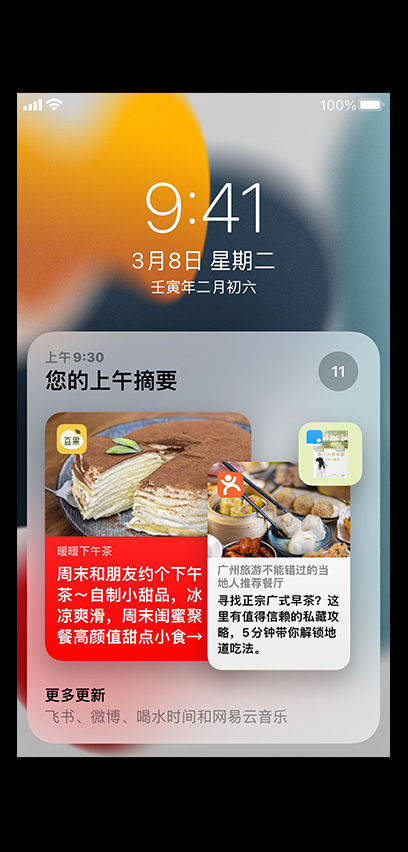 100%
9:41
3月8日 星期二
壬寅年二月初六
上午9:30
您的上午摘要
11
豆果
暖暖下午茶
周末和朋友约个下午
茶～自制小甜品，冰
凉爽滑，周末闺蜜聚
餐高颜值甜点小食→
广州旅游不能错过的当
地人推荐餐厅
寻找正宗广式早茶？这
里有值得信赖的私藏攻
略，5分钟带你解锁地
道吃法。
更多更新
飞书、微博、喝水时间和网易云音乐